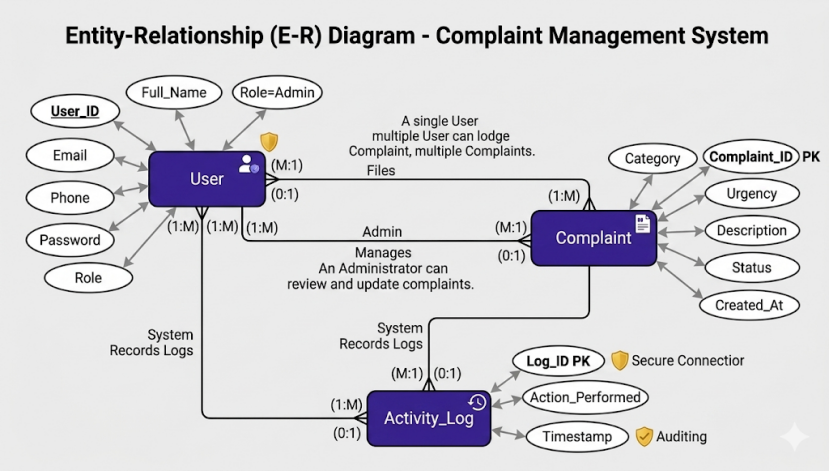 Entity-Relationship (E-R) Diagram - Complaint Management System
Full_Name
Role=Admin
User_ID
Email
Phone
Password
Role
User
(M:1)
(0:1)
(1:M)
(1:M)
(1:M)
A single User
multiple User can lodge
Complaint, multiple Complaints.
Files
(1:M)
Admin
Manages
An Administrator can
review and update complaints.
(M:1)
(0:1)
Complaint
Category
Complaint_ID PK
Urgency
Description
Status
Created_At
System
Records Logs
System
Records Logs
(M:1)
(0:1)
(1:M)
(0:1)
Activity_Log
Log_ID PK
Secure Connectior
Action_Performed
Timestamp
Auditing